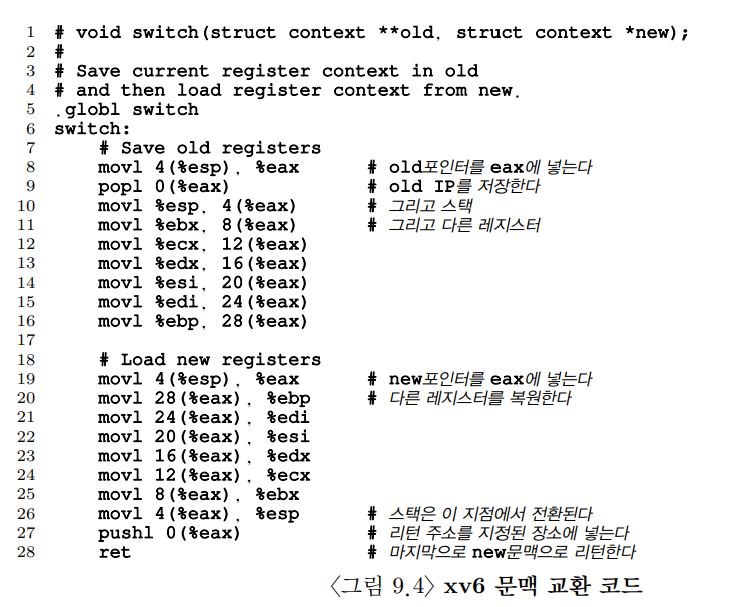 1 # void switch(struct context **old, struct context *new);
2 #
3 # Save current register context in old
4 # and then load register context from new.
5 .globl switch
6 switch:
7 # Save old registers
8 movl 4(%esp), %eax # old포인터를 eax에 넣는다
9 popl 0(%eax) # old IP를 저장한다
10 movl %esp, 4(%eax) # 그리고 스택
11 movl %ebx, 8(%eax) # 그리고 다른 레지스터
12 movl %ecx, 12(%eax)
13 movl %edx, 16(%eax)
14 movl %esi, 20(%eax)
15 movl %edi, 24(%eax)
16 movl %ebp, 28(%eax)
17
18 # Load new registers
19 movl 4(%esp), %eax # new포인터를 eax에 넣는다
20 movl 28(%eax), %ebp # 다른 레지스터를 복원한다
21 movl 24(%eax), %edi
22 movl 20(%eax), %esi
23 movl 16(%eax), %edx
24 movl 12(%eax), %ecx
25 movl 8(%eax), %ebx
26 movl 4(%eax), %esp # 스택은 이 지점에서 전환된다
27 pushl 0(%eax) # 리턴 주소를 지정된 장소에 넣는다
28 ret # 마지막으로 new문맥으로 리턴한다
〈그림 9.4〉 xv6 문맥 교환 코드